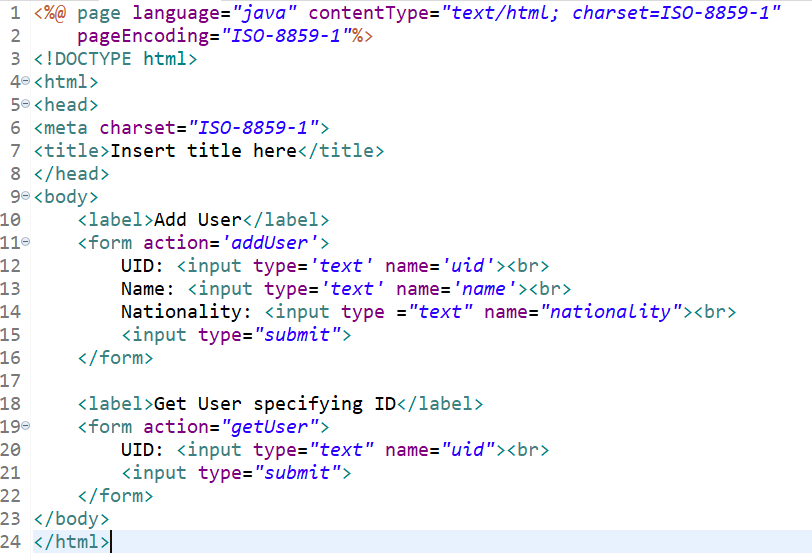 1 <%@ page language="java" contentType="text/html; charset=ISO-8859-1"
2     pageEncoding="ISO-8859-1"%>
3 <!DOCTYPE html>
4 <html>
5 <head>
6 <meta charset="ISO-8859-1">
7 <title>Insert title here</title>
8 </head>
9 <body>
10     <label>Add User</label>
11     <form action='addUser'>
12         UID: <input type='text' name='uid'><br>
13         Name: <input type='text' name='name'><br>
14         Nationality: <input type ="text" name="nationality"><br>
15         <input type="submit">
16     </form>
17
18     <label>Get User specifying ID</label>
19     <form action="getUser">
20         UID: <input type="text" name="uid"><br>
21         <input type="submit">
22     </form>
23 </body>
24 </html>